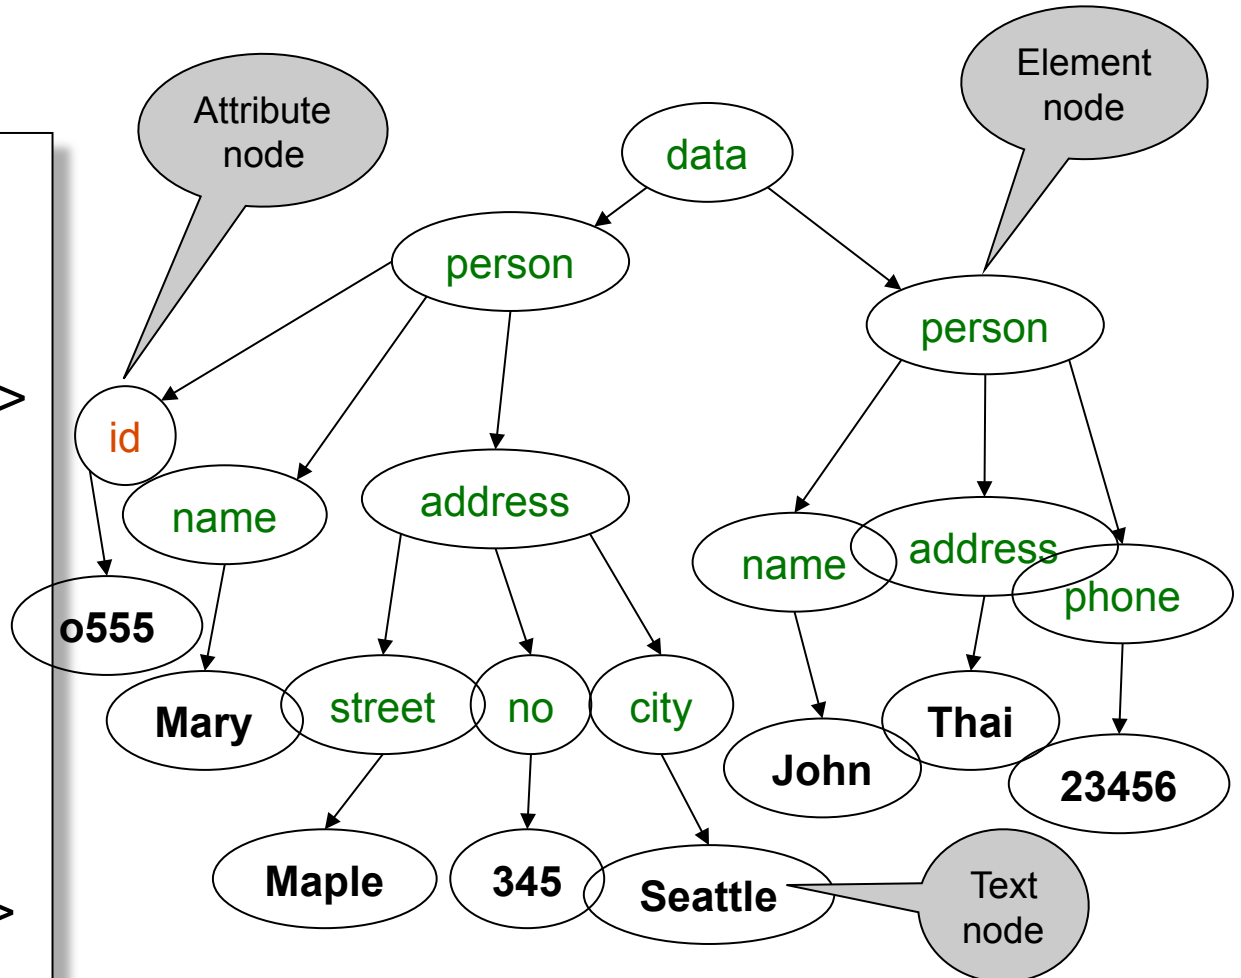 Element
node
Attribute
node
data
person
person
>
id
name
address
name
address
phone
o555
Mary
street
no
city
John
Thai
23456
Maple
345
Seattle
Text
node
>